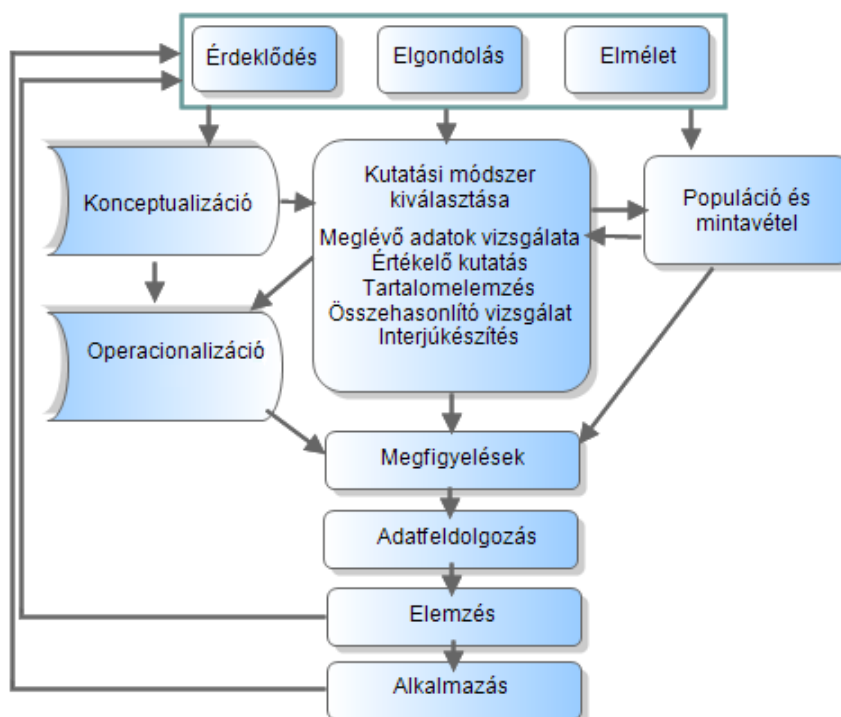 Érdeklődés
Elgondolás
Elmélet
Konceptualizáció
Kutatási módszer
kiválasztása
Meglévő adatok vizsgálata
Értékelő kutatás
Tartalomelemzés
Összehasonlító vizsgálat
Interjúkészítés
Populáció és
mintavétel
Operacionalizáció
Megfigyelések
Adatfeldolgozás
Elemzés
Alkalmazás